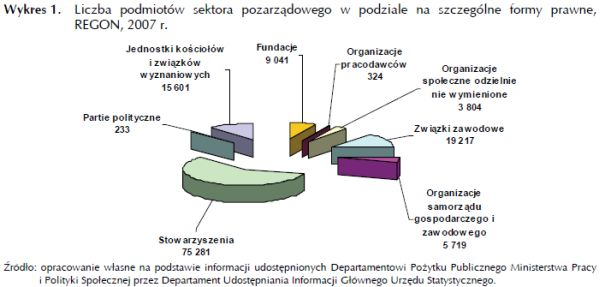 Wykres 1. Liczba podmiotów sektora pozarządowego w podziale na szczególne formy prawne,
REGON, 2007 r.
Jednostki kościołów
i związków
wyznaniowych
15 601
Fundacje
9 041
Organizacje
pracodawców
324
Organizacje
społeczne odzielnie
nie wymienione
3 804
Partie polityczne
233
Związki zawodowe
19 217
Organizacje
samorządu
gospodarczego i
zawodowego
5 719
Stowarzyszenia
75 281
Źródło: opracowanie własne na podstawie informacji udostępnionych Departamentowi Pożytku Publicznego Ministerstwa Pracy
i Polityki Społecznej przez Departament Udostępniania Informacji Głównego Urzędu Statystycznego.